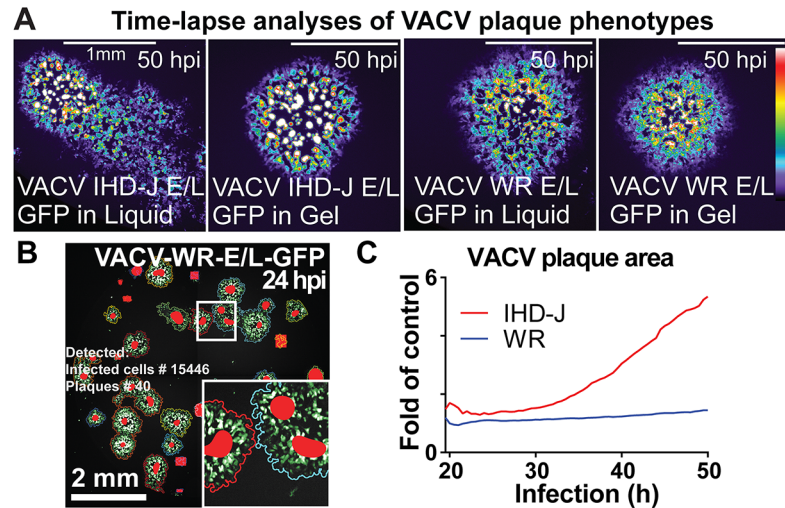 A
Time-lapse analyses of VACV plaque phenotypes
1mm
50 hpi
VACV IHD-J E/L
GFP in Liquid
50 hpi
VACV IHD-J E/L
GFP in Gel
50 hpi
VACV WR E/L
GFP in Liquid
50 hpi
VACV WR E/L
GFP in Gel
B
VACV-WR-E/L-GFP
24 hpi
Detected:
Infected cells # 15446
Plaques # 40
2 mm
C
VACV plaque area
Fold of control
6
0
IHD-J
WR
20
30
40
50
Infection (h)